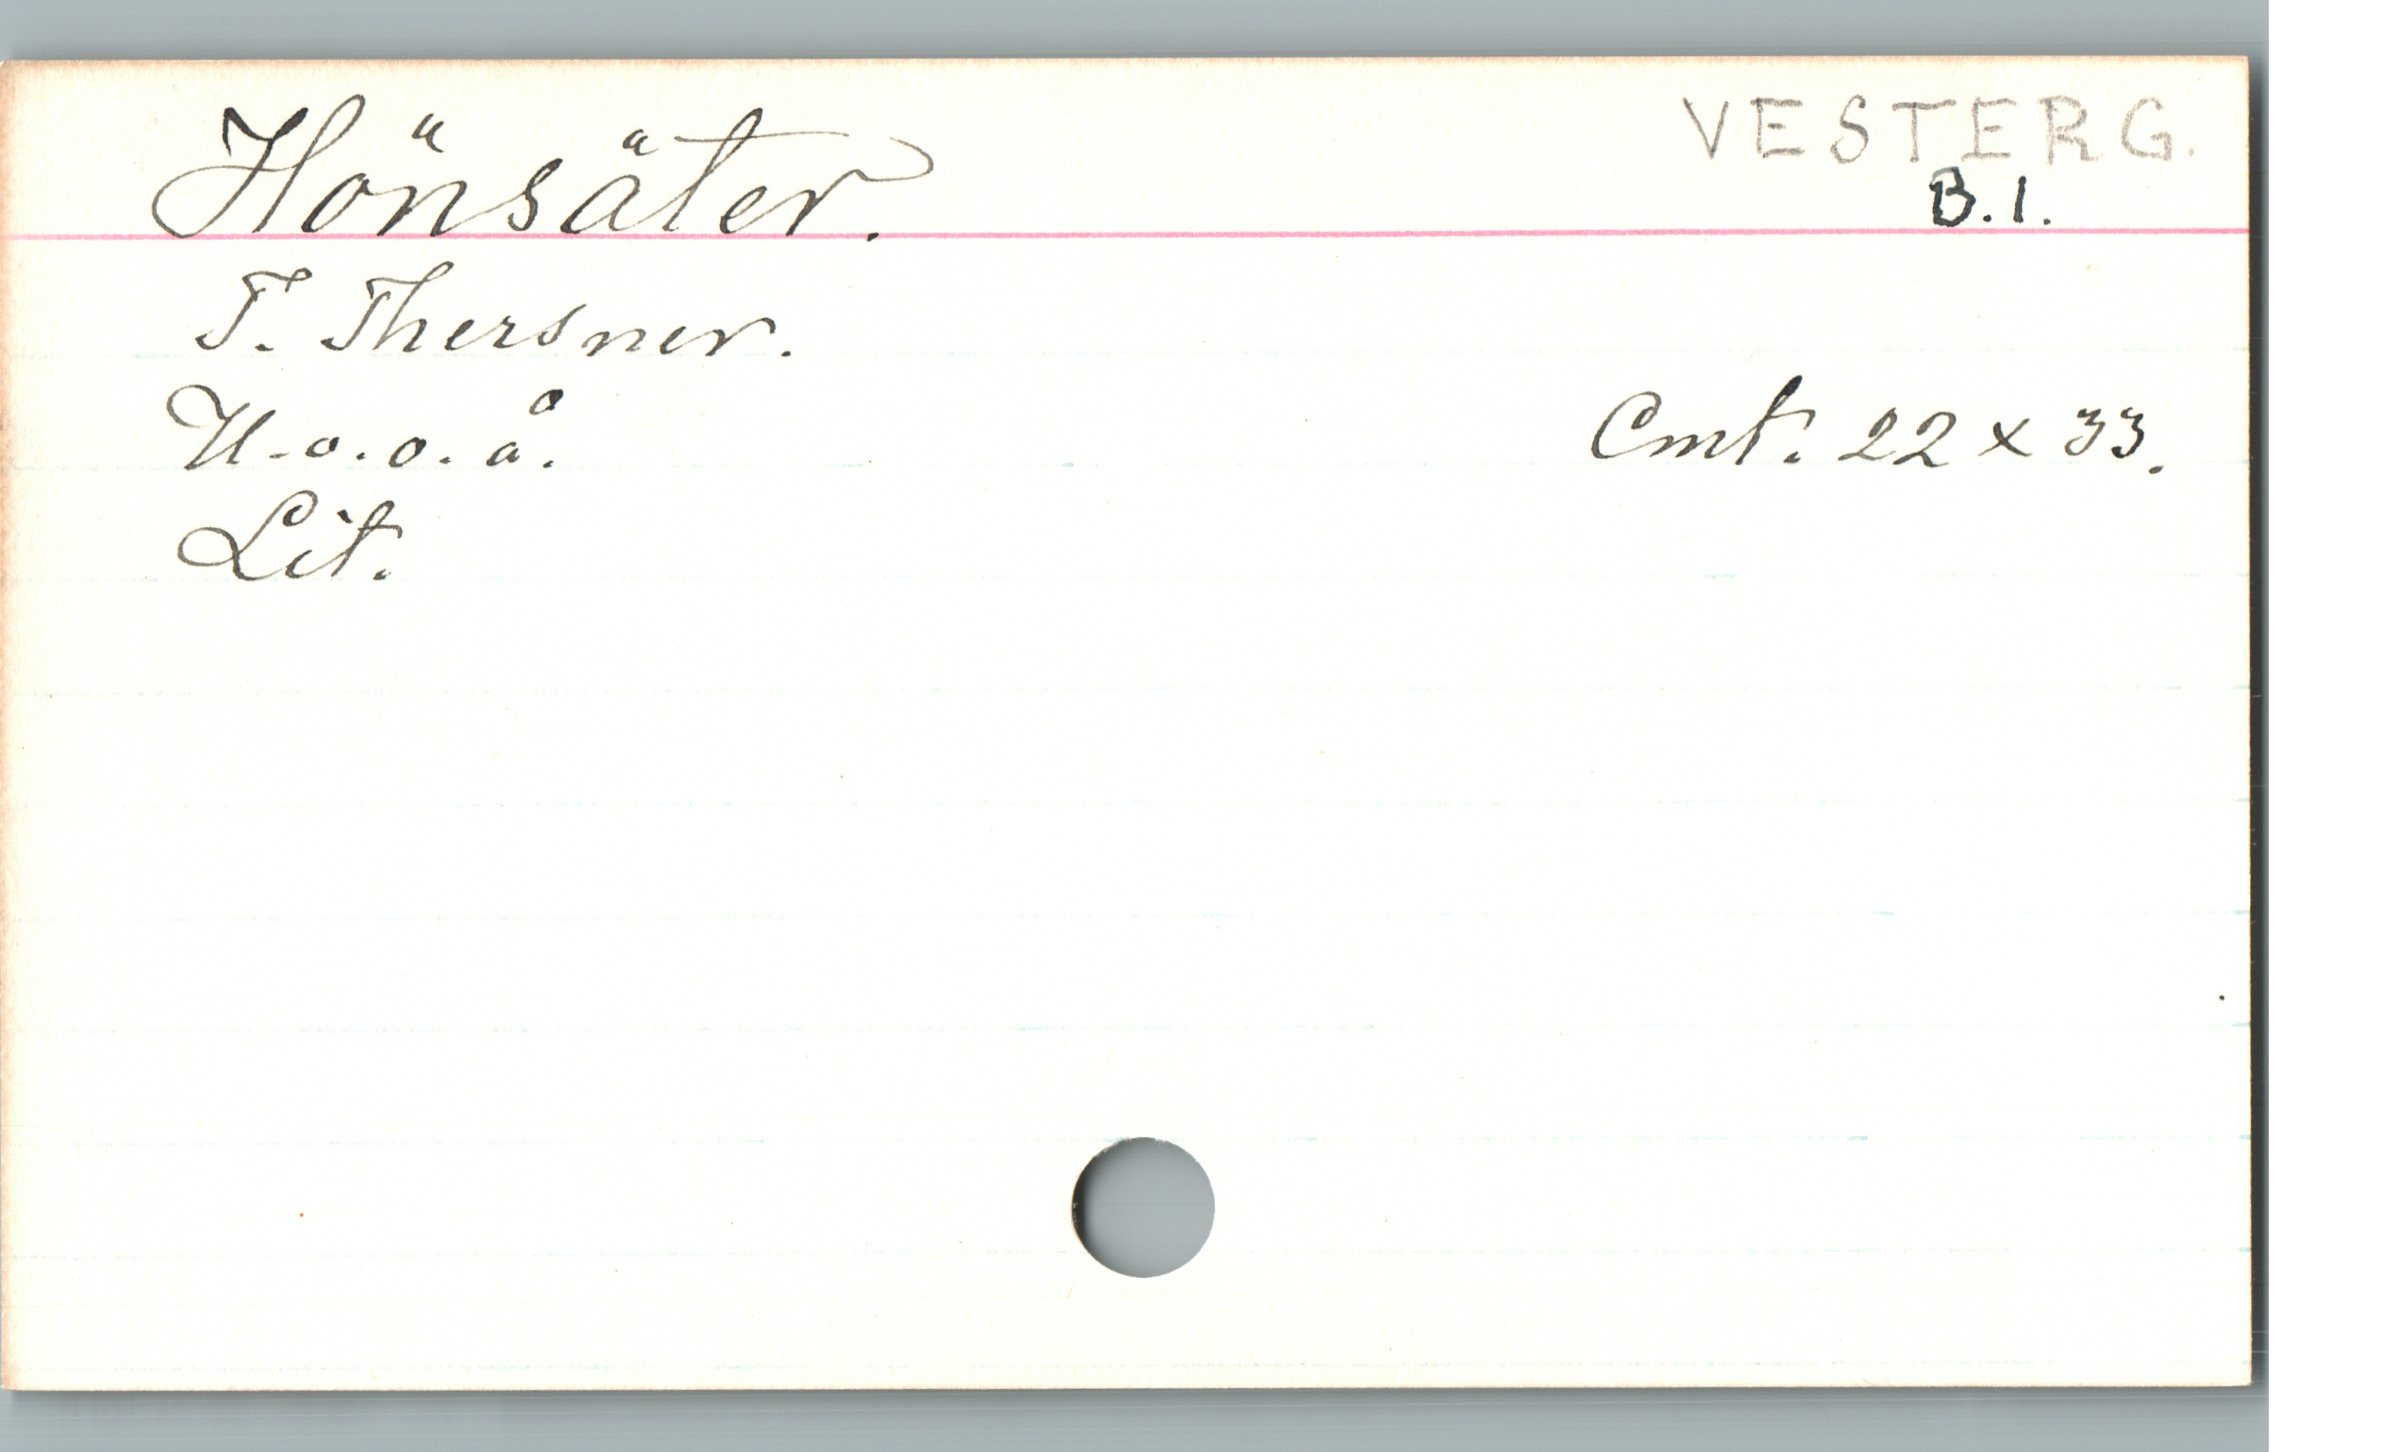 Hönsäter.
VESTERG.
B.1.
T. Thersner.
U.o.o.å.
Cmt. 22 x 33.
Lit.